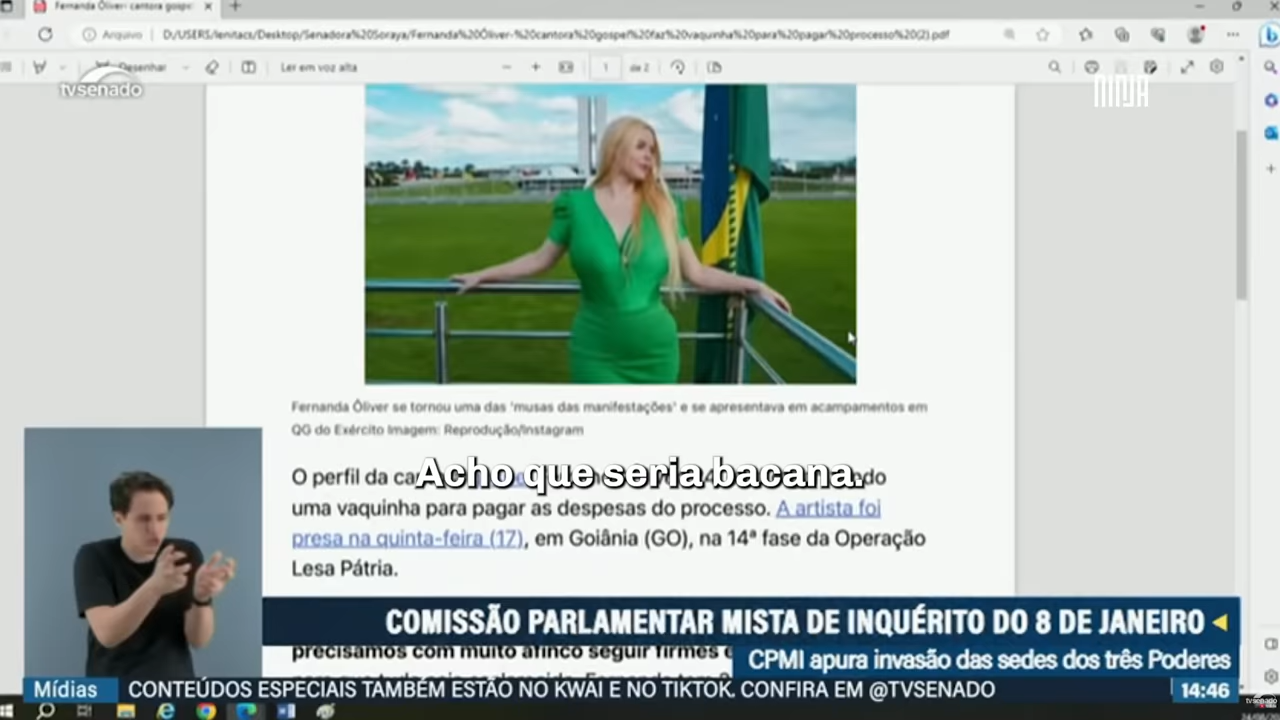 Fernanda Ôliver- cantora gospe
Arquivo
D:/USERS/lenitacs/Desktop/Senadora%20Soraya/Fernanda%20Ôliver-%20cantora%20gospel%20faz%20vaquinha%20para%20pagar%20processo%20(2).pdf
Desenhar
Ler em voz alta
1 de 2
tvsenado
NINJA
Fernanda Ôliver se tornou uma das 'musas das manifestações' e se apresentava em acampamentos em
QG do Exército Imagem: Reprodução/Instagram
O perfil da
Acho que seria bacana.
uma vaquinha para pagar as despesas do processo. A artista foi
presa na quinta-feira (17), em Goiânia (GO), na 14ª fase da Operação
Lesa Pátria.
COMISSÃO PARLAMENTAR MISTA DE INQUÉRITO DO 8 DE JANEIRO
precisamos com muito afinco seguir firmes e
CPMI apura invasão das sedes dos três Poderes
Mídias CONTEÚDOS ESPECIAIS TAMBÉM ESTÃO NO KWAI E NO TIKTOK. CONFIRA EM @TVSENADO 14:46
tvsenado